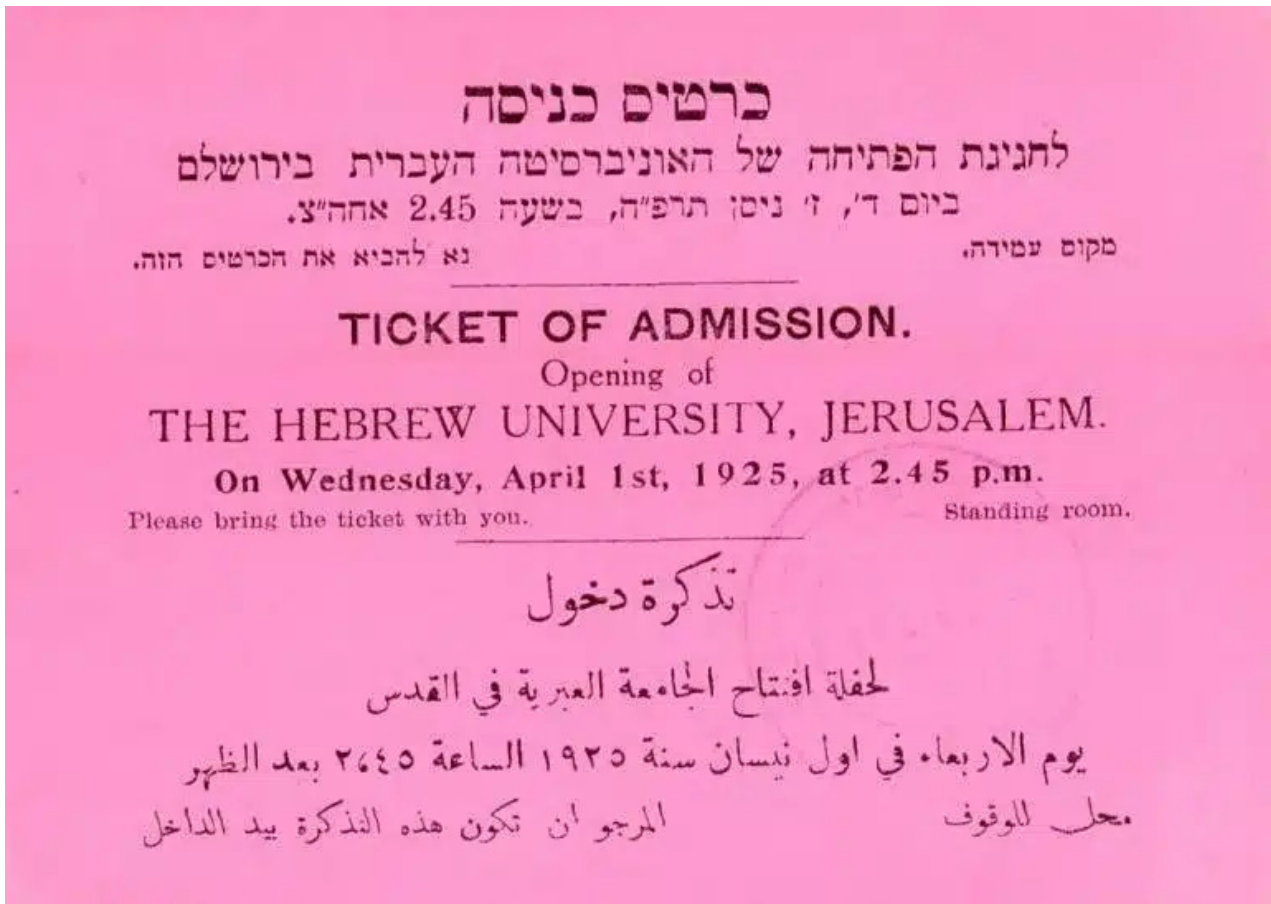 כרטיס כניסה
לחגיגת הפתיחה של האוניברסיטה העברית בירושלם
ביום ד', ז' ניסן תרפ"ה, בשעה 2.45 אחה"צ.
מקום עמידה. נא להביא את הכרטיס הזה.
TICKET OF ADMISSION.
Opening of
THE HEBREW UNIVERSITY, JERUSALEM.
On Wednesday, April 1st, 1925, at 2.45 p.m.
Please bring the ticket with you. Standing room.
تذكرة دخول
لحفلة افتتاح الجامعة العبرية في القدس
يوم الاربعاء في اول نيسان سنة ١٩٢٥ الساعة ٢،٤٥ بعد الظهر
محل للوقوف المرجو ان تكون هذه التذكرة بيد الداخل